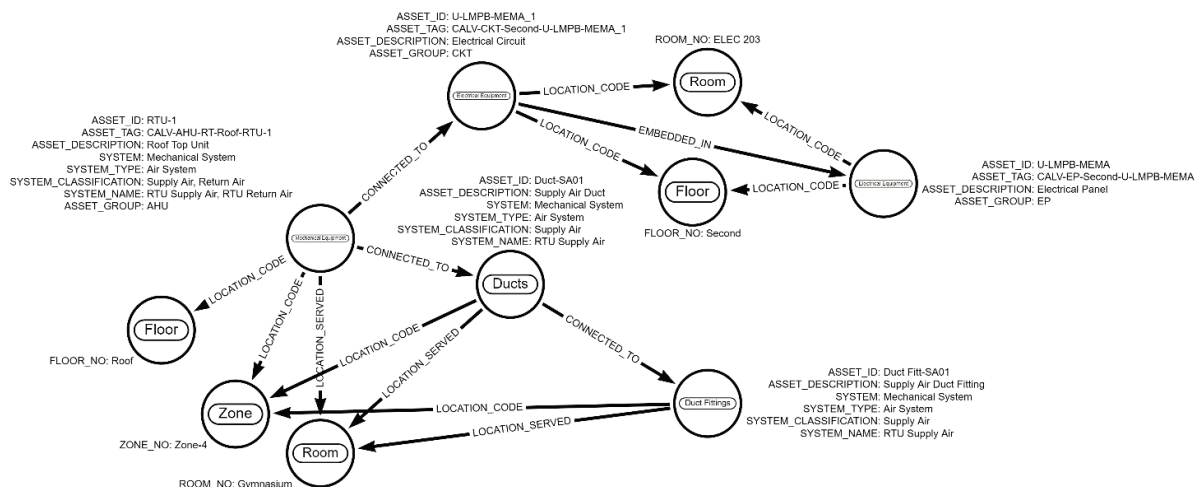 ASSET_ID: U-LMPB-MEMA_1
ASSET_TAG: CALV-CKT-Second-U-LMPB-MEMA_1
ASSET_DESCRIPTION: Electrical Circuit
ASSET_GROUP: CKT
ROOM_NO: ELEC 203
Electrical Equipment
LOCATION_CODE
Room
LOCATION_CODE
EMBEDDED_IN
LOCATION_CODE
ASSET_ID: RTU-1
ASSET_TAG: CALV-AHU-RT-Roof-RTU-1
ASSET_DESCRIPTION: Roof Top Unit
SYSTEM: Mechanical System
SYSTEM_TYPE: Air System
SYSTEM_CLASSIFICATION: Supply Air, Return Air
SYSTEM_NAME: RTU Supply Air, RTU Return Air
ASSET_GROUP: AHU
CONNECTED_TO
ASSET_ID: Duct-SA01
ASSET_DESCRIPTION: Supply Air Duct
SYSTEM: Mechanical System
SYSTEM_TYPE: Air System
SYSTEM_CLASSIFICATION: Supply Air
SYSTEM_NAME: RTU Supply Air
Floor
LOCATION_CODE
Electrical Equipment
FLOOR_NO: Second
ASSET_ID: U-LMPB-MEMA
ASSET_TAG: CALV-EP-Second-U-LMPB-MEMA
ASSET_DESCRIPTION: Electrical Panel
ASSET_GROUP: EP
Mechanical Equipment
CONNECTED_TO
Ducts
LOCATION_CODE
LOCATION_CODE
LOCATION_SERVED
Floor
FLOOR_NO: Roof
LOCATION_CODE
LOCATION_SERVED
CONNECTED_TO
Zone
ZONE_NO: Zone-4
LOCATION_CODE
LOCATION_SERVED
Duct Fittings
ASSET_ID: Duct Fitt-SA01
ASSET_DESCRIPTION: Supply Air Duct Fitting
SYSTEM: Mechanical System
SYSTEM_TYPE: Air System
SYSTEM_CLASSIFICATION: Supply Air
SYSTEM_NAME: RTU Supply Air
Room
ROOM_NO: Gymnasium